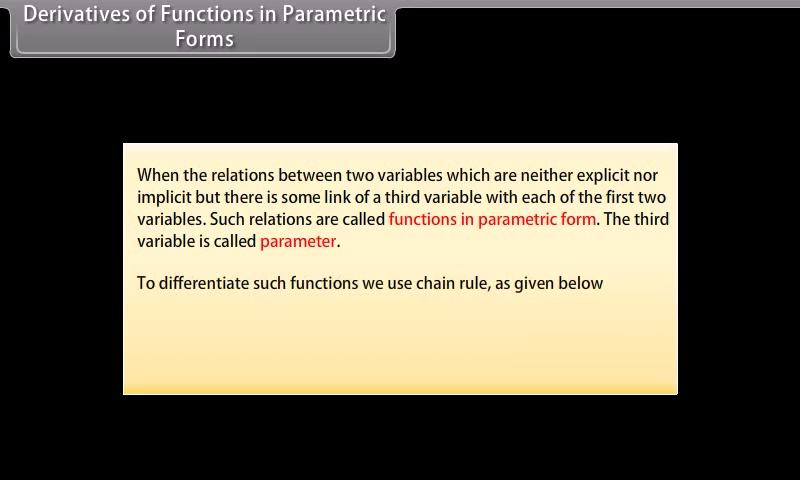 Derivatives of Functions in Parametric
Forms
When the relations between two variables which are neither explicit nor
implicit but there is some link of a third variable with each of the first two
variables. Such relations are called functions in parametric form. The third
variable is called parameter.
To differentiate such functions we use chain rule, as given below